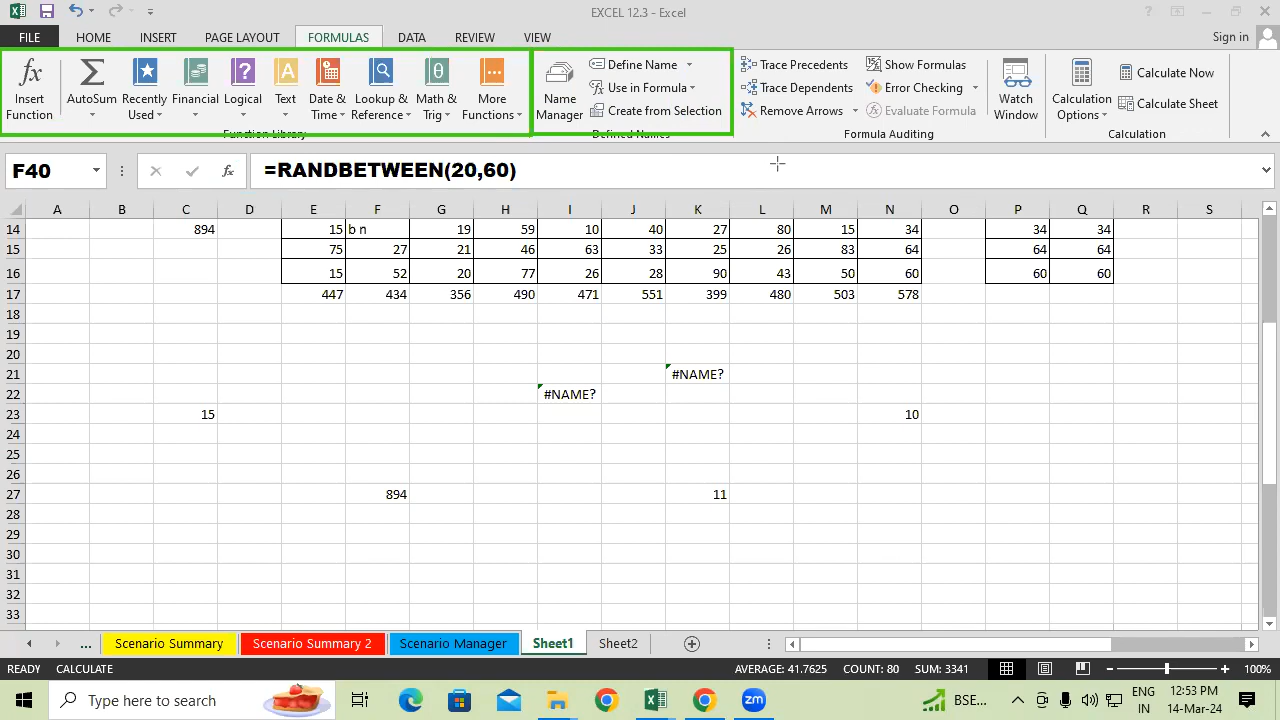 EXCEL 12.3 - Excel
?
FILE HOME INSERT PAGE LAYOUT FORMULAS DATA REVIEW VIEW Sign in
fx Insert Function
Σ AutoSum
Recently Used
Financial
? Logical
A Text
Date & Time
Lookup & Reference
θ Math & Trig
... More Functions
Function Library
Name Manager
Define Name
Use in Formula
Create from Selection
Defined Names
Trace Precedents
Trace Dependents
Remove Arrows
Show Formulas
Error Checking
Evaluate Formula
Formula Auditing
Watch Window
Calculation Options
Calculate Now
Calculate Sheet
Calculation
F40 fx =RANDBETWEEN(20,60)
A B C D E F G H I J K L M N O P Q R S
14 894 15 b n 19 59 10 40 27 80 15 34 34 34
15 75 27 21 46 63 33 25 26 83 64 64 64
16 15 52 20 77 26 28 90 43 50 60 60 60
17 447 434 356 490 471 551 399 480 503 578
18
19
20
21 #NAME?
22 #NAME?
23 15 10
24
25
26
27 894 11
28
29
30
31
32
33
... Scenario Summary Scenario Summary 2 Scenario Manager Sheet1 Sheet2
READY CALCULATE AVERAGE: 41.7625 COUNT: 80 SUM: 3341 100%
Type here to search
zm
BSE...
ENG
IN
12:53 PM
14-Mar-24